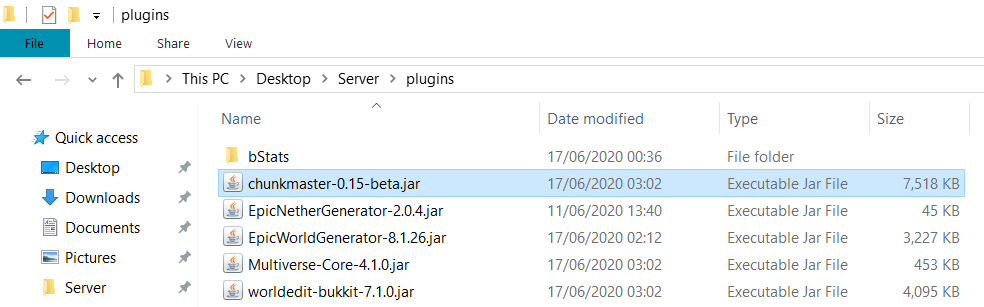 plugins
File Home Share View
This PC Desktop Server plugins
Name Date modified Type Size
Quick access
Desktop
Downloads
Documents
Pictures
Server
bStats 17/06/2020 00:36 File folder
chunkmaster-0.15-beta.jar 17/06/2020 03:02 Executable Jar File 7,518 KB
EpicNetherGenerator-2.0.4.jar 11/06/2020 13:40 Executable Jar File 45 KB
EpicWorldGenerator-8.1.26.jar 17/06/2020 02:12 Executable Jar File 3,227 KB
Multiverse-Core-4.1.0.jar 17/06/2020 03:02 Executable Jar File 453 KB
worldedit-bukkit-7.1.0.jar 17/06/2020 03:02 Executable Jar File 4,095 KB